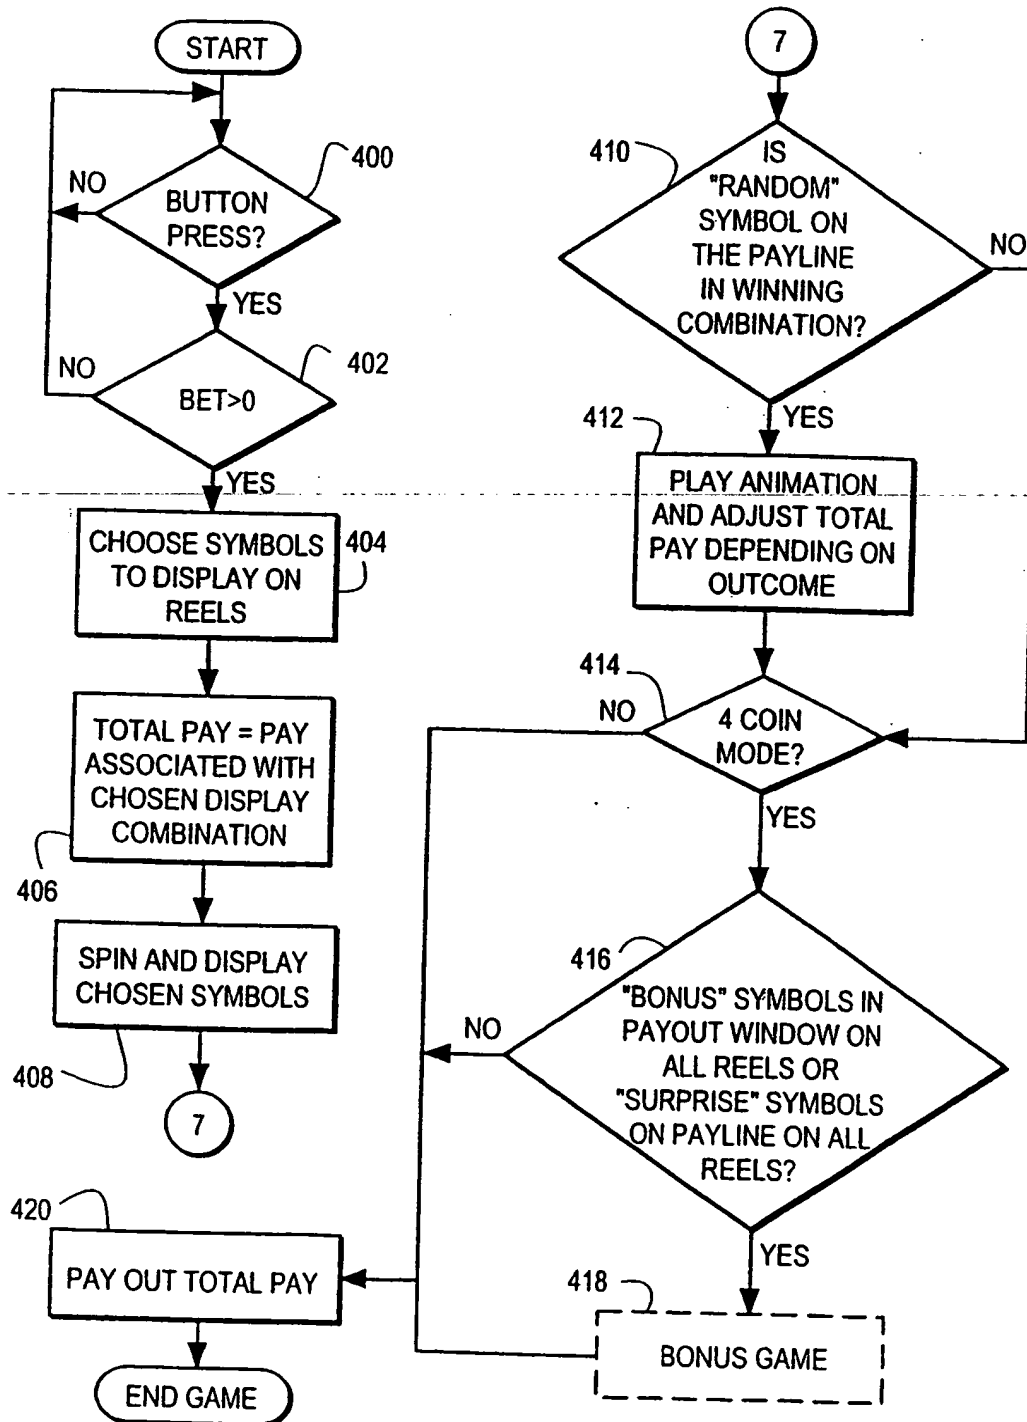 START
400
NO
BUTTON
PRESS?
YES
402
NO
BET>0
YES
CHOOSE SYMBOLS
TO DISPLAY ON
REELS
404
TOTAL PAY = PAY
ASSOCIATED WITH
CHOSEN DISPLAY
COMBINATION
406
SPIN AND DISPLAY
CHOSEN SYMBOLS
408
7
420
PAY OUT TOTAL PAY
END GAME
7
410
IS
"RANDOM"
SYMBOL ON
THE PAYLINE
IN WINNING
COMBINATION?
NO
YES
412
PLAY ANIMATION
AND ADJUST TOTAL
PAY DEPENDING ON
OUTCOME
414
NO
4 COIN
MODE?
YES
416
NO
"BONUS" SYMBOLS IN
PAYOUT WINDOW ON
ALL REELS OR
"SURPRISE" SYMBOLS
ON PAYLINE ON ALL
REELS?
YES
418
BONUS GAME